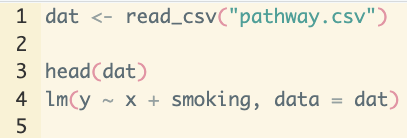 1 dat <- read_csv("pathway.csv")
2
3 head(dat)
4 lm(y ~ x + smoking, data = dat)
5